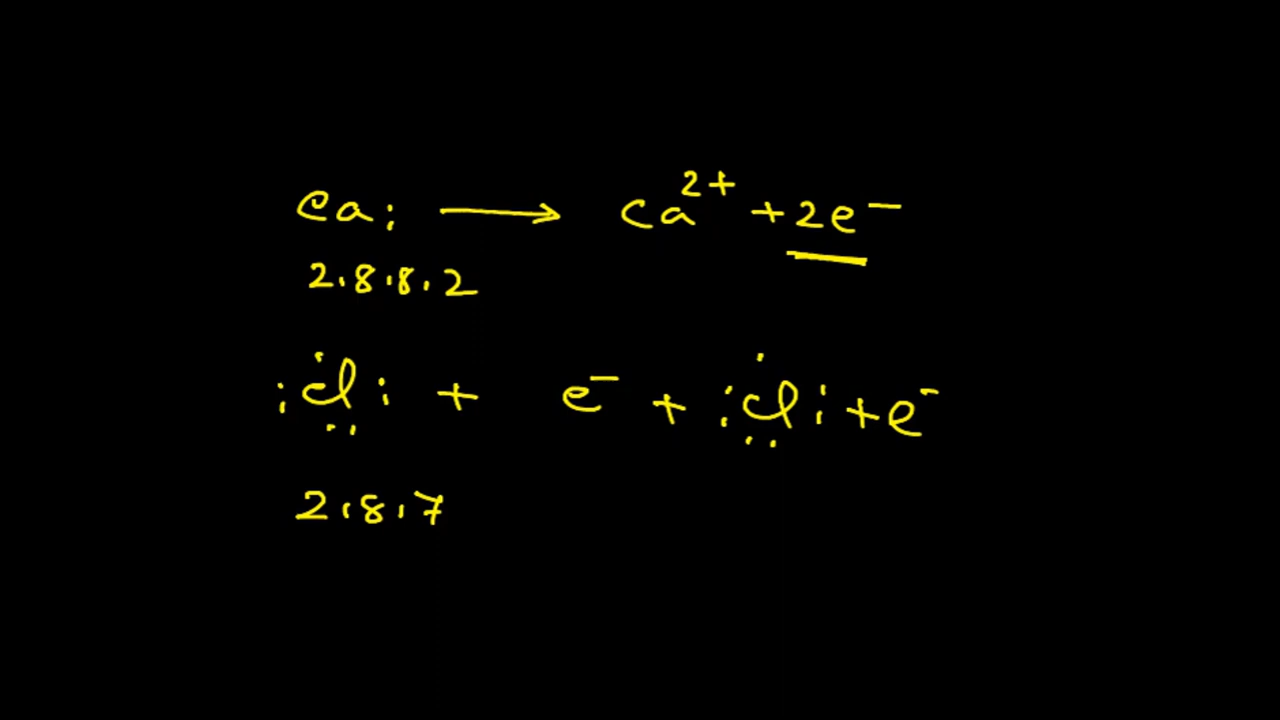 Ca: ⟶ Ca²⁺ + 2e⁻
2.8.8.2
:Cl: + e⁻ + :Cl: + e⁻
2.8.7